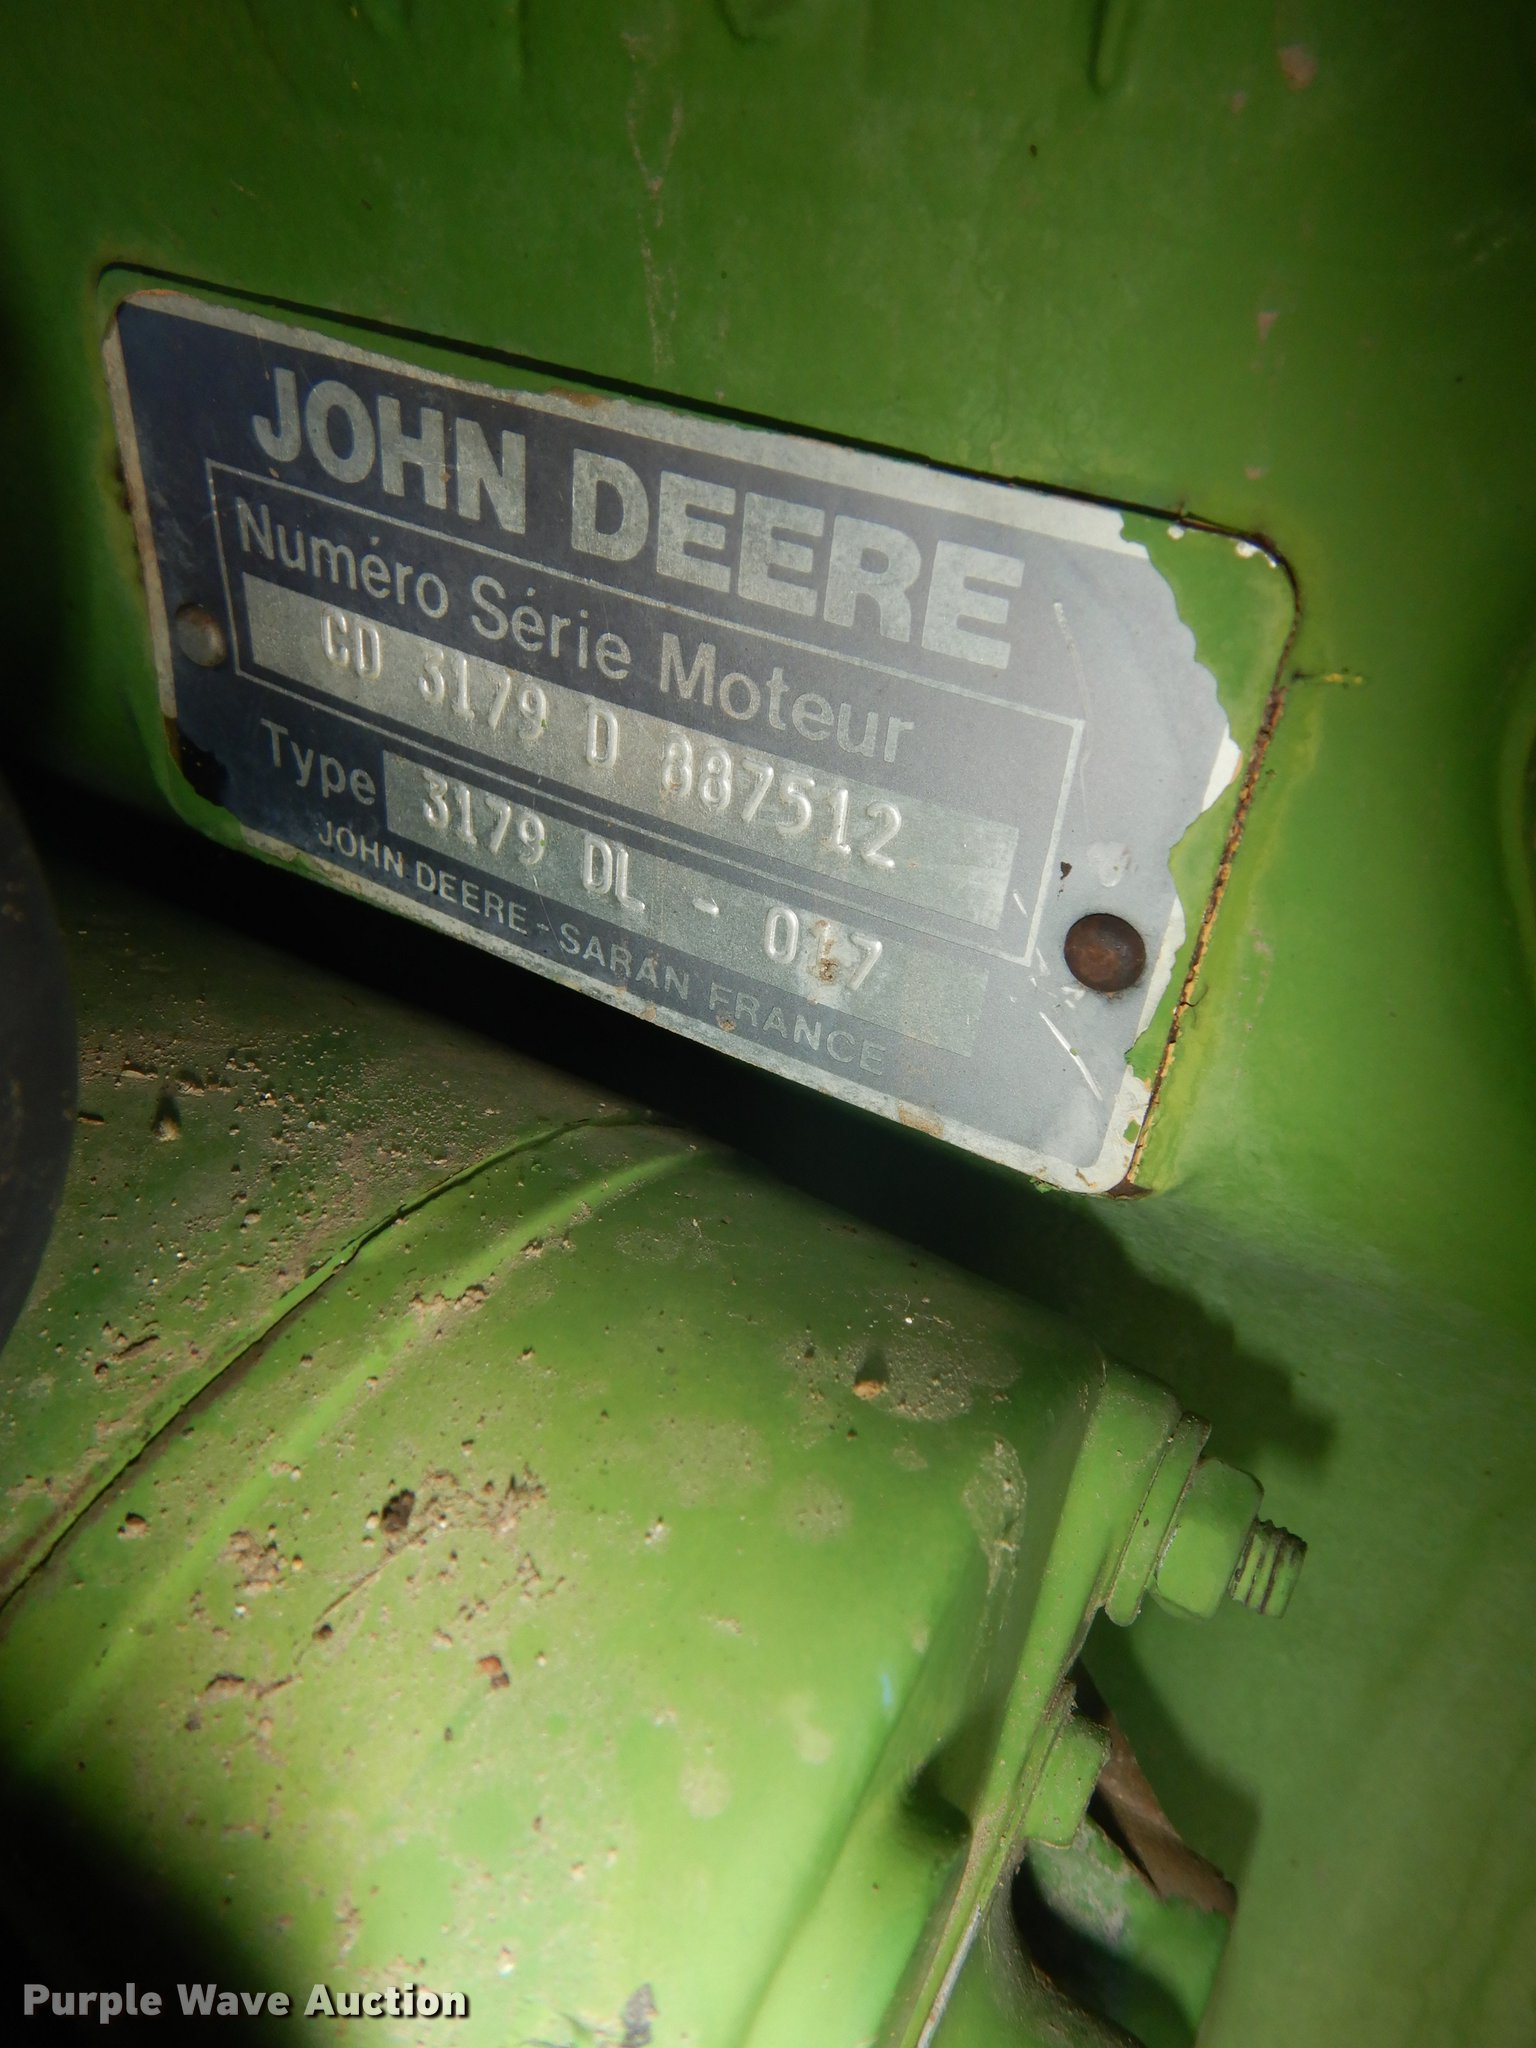 JOHN DEERE
Numéro Série Moteur
CD 3179 D 887512
Type 3179 DL - 017
JOHN DEERE - SARAN FRANCE
Purple Wave Auction